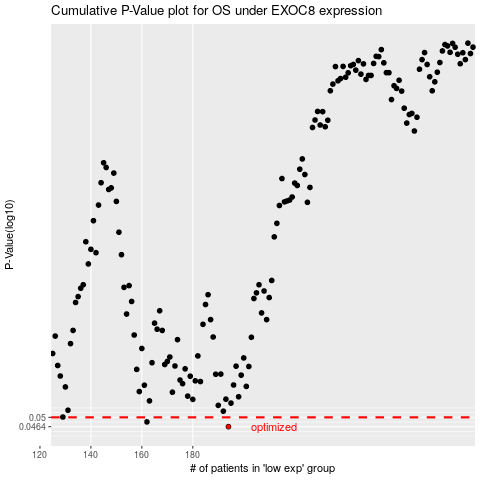 Cumulative P-Value plot for OS under EXOC8 expression
P-Value(log10)
0.05
0.0464
optimized
120 140 160 180
# of patients in 'low exp' group